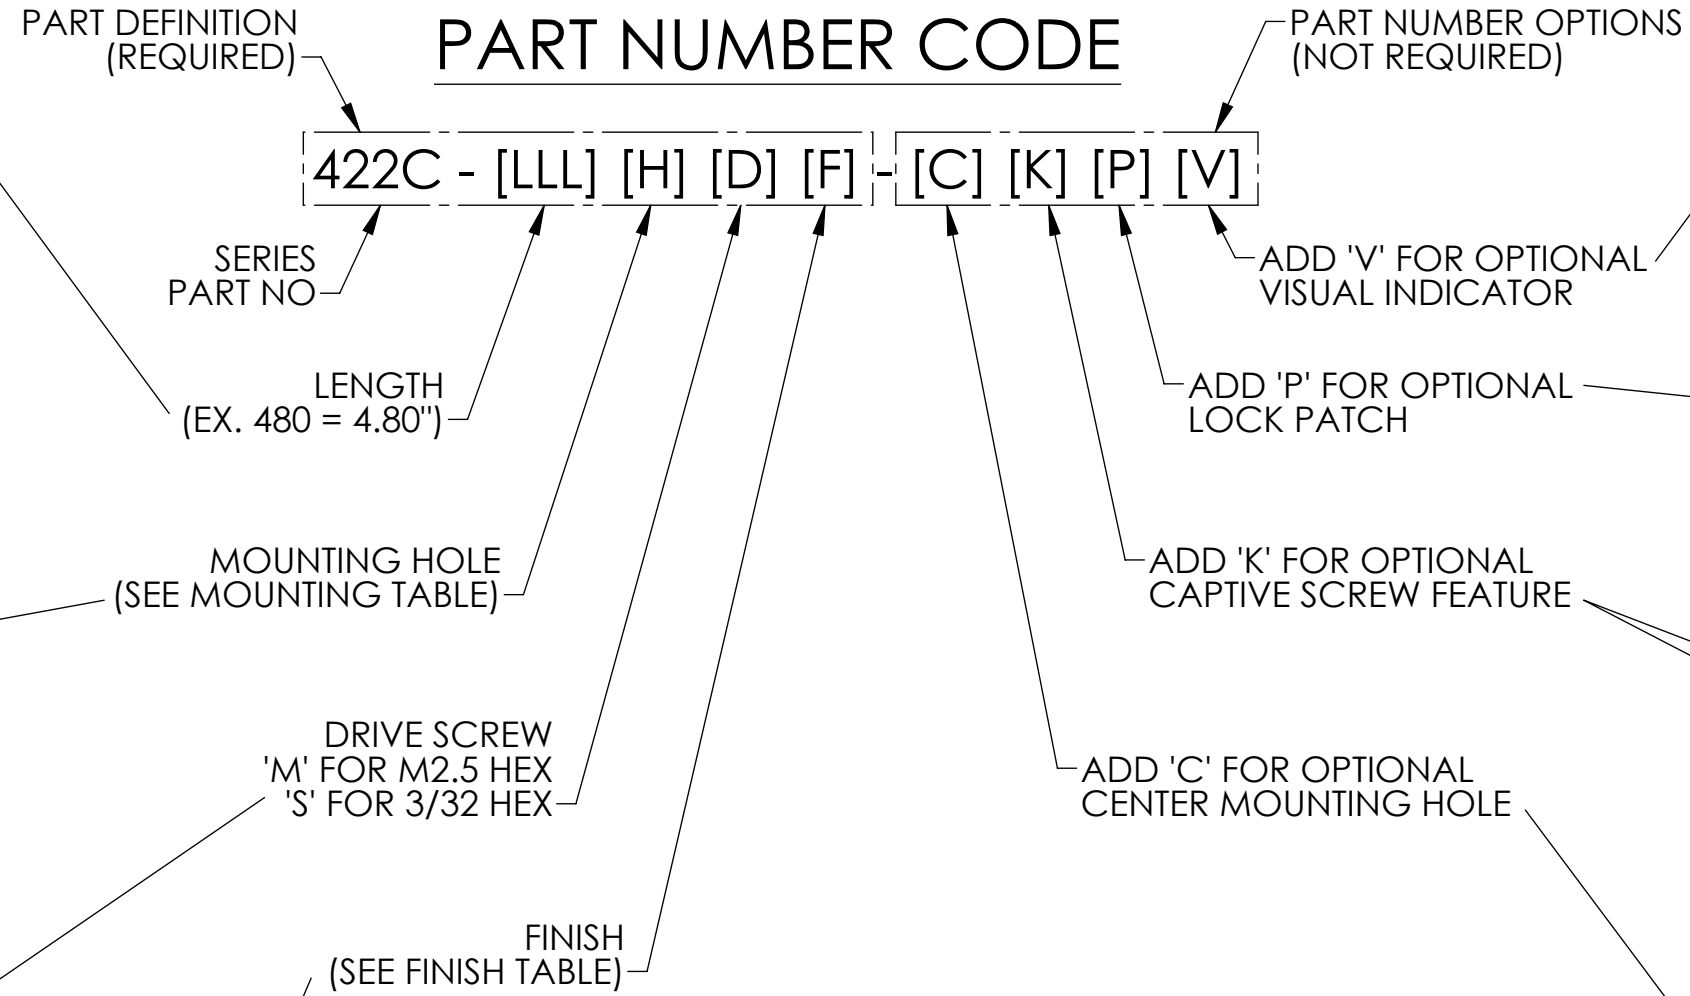 PART DEFINITION
(REQUIRED)
PART NUMBER CODE
PART NUMBER OPTIONS
(NOT REQUIRED)
422C - [LLL] [H] [D] [F] - [C] [K] [P] [V]
SERIES
PART NO
ADD 'V' FOR OPTIONAL
VISUAL INDICATOR
LENGTH
(EX. 480 = 4.80")
ADD 'P' FOR OPTIONAL
LOCK PATCH
MOUNTING HOLE
(SEE MOUNTING TABLE)
ADD 'K' FOR OPTIONAL
CAPTIVE SCREW FEATURE
DRIVE SCREW
'M' FOR M2.5 HEX
'S' FOR 3/32 HEX
ADD 'C' FOR OPTIONAL
CENTER MOUNTING HOLE
FINISH
(SEE FINISH TABLE)